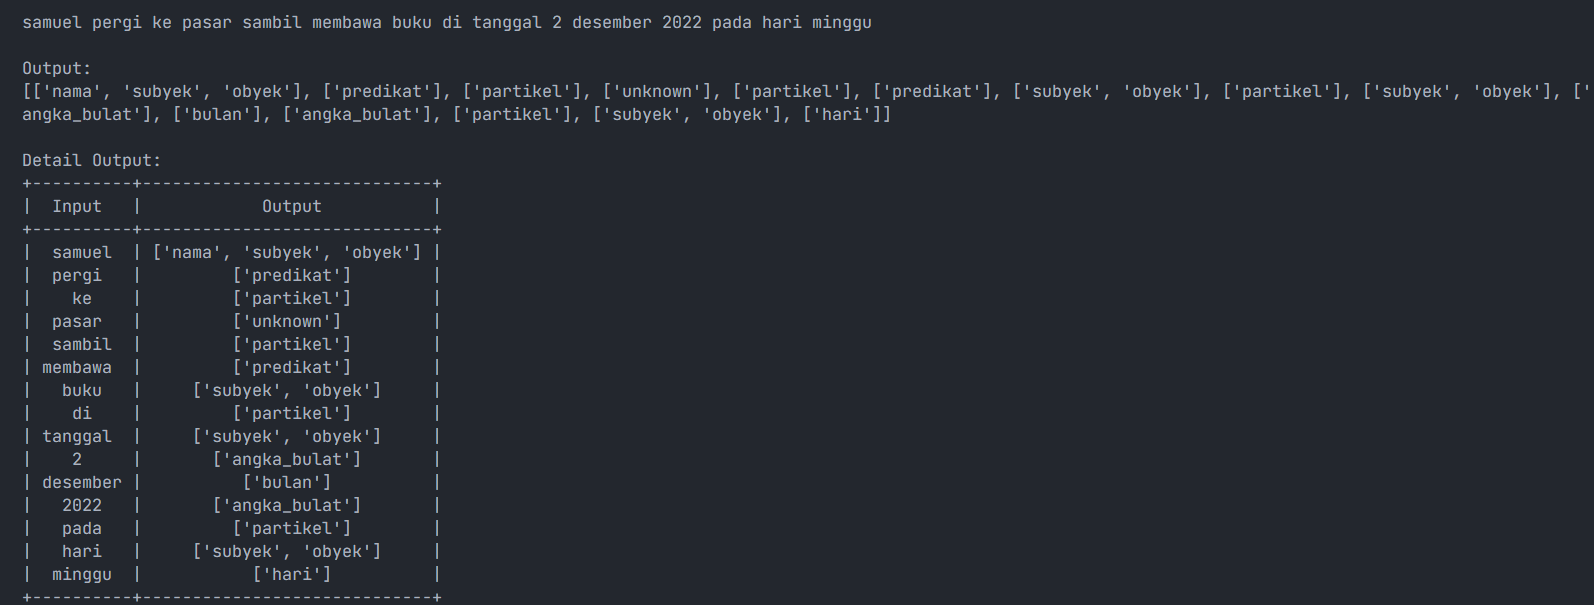 samuel pergi ke pasar sambil membawa buku di tanggal 2 desember 2022 pada hari minggu
Output:
[['nama', 'subyek', 'obyek'], ['predikat'], ['partikel'], ['unknown'], ['partikel'], ['predikat'], ['subyek', 'obyek'], ['partikel'], ['subyek', 'obyek'], ['
angka_bulat'], ['bulan'], ['angka_bulat'], ['partikel'], ['subyek', 'obyek'], ['hari']]
Detail Output:
+----------+-----------------------------+
|  Input   |            Output           |
+----------+-----------------------------+
|  samuel  | ['nama', 'subyek', 'obyek'] |
|  pergi   |         ['predikat']        |
|    ke    |         ['partikel']        |
|  pasar   |         ['unknown']         |
|  sambil  |         ['partikel']        |
| membawa  |         ['predikat']        |
|   buku   |     ['subyek', 'obyek']     |
|    di    |         ['partikel']        |
| tanggal  |     ['subyek', 'obyek']     |
|    2     |       ['angka_bulat']       |
| desember |          ['bulan']          |
|   2022   |       ['angka_bulat']       |
|   pada   |         ['partikel']        |
|   hari   |     ['subyek', 'obyek']     |
|  minggu  |           ['hari']          |
+----------+-----------------------------+